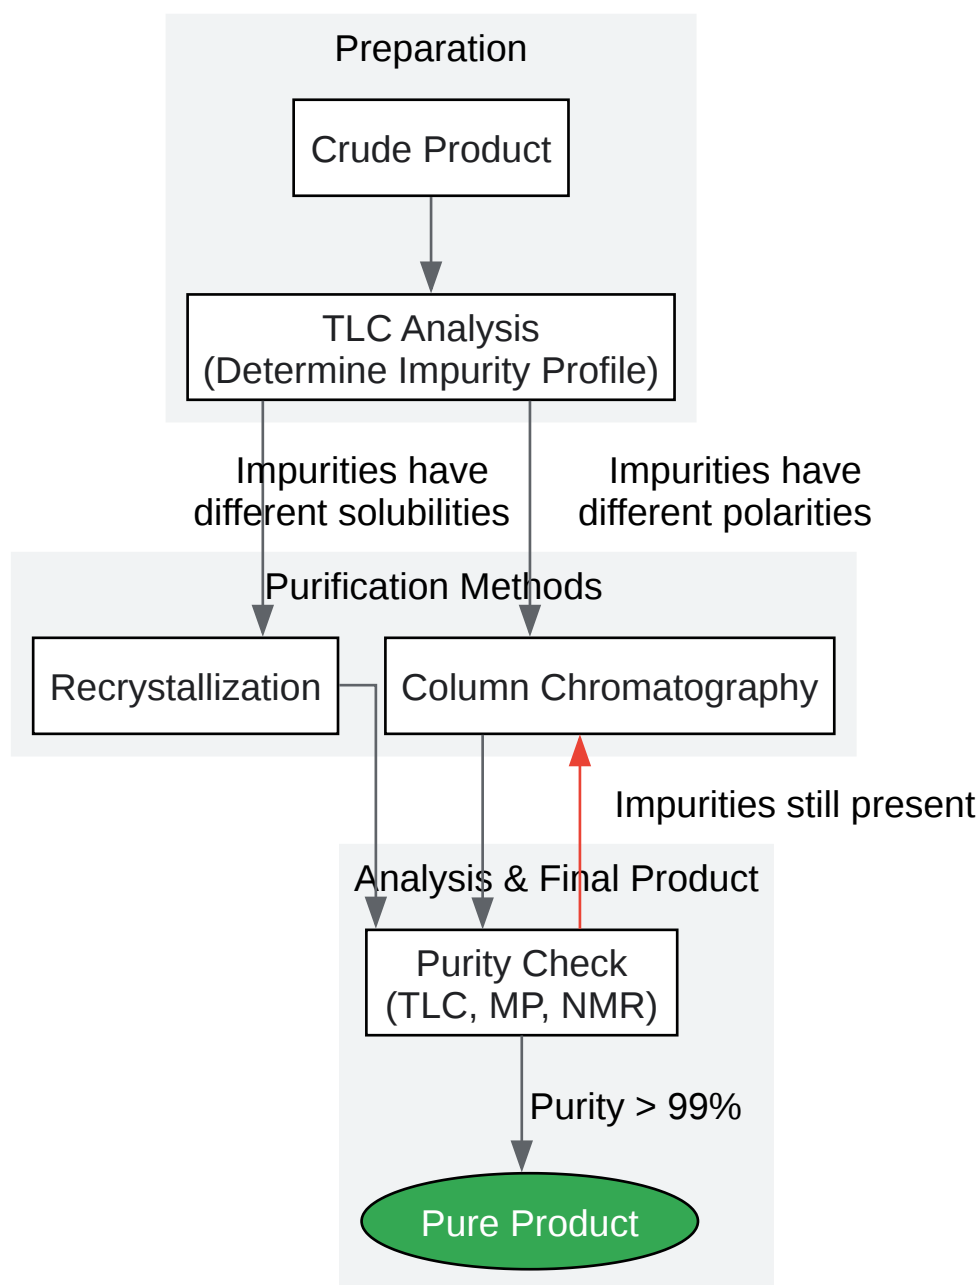 Preparation
Crude Product
TLC Analysis
(Determine Impurity Profile)
Impurities have
different solubilities
Impurities have
different polarities
Purification Methods
Recrystallization
Column Chromatography
Impurities still present
Analysis & Final Product
Purity Check
(TLC, MP, NMR)
Purity > 99%
Pure Product